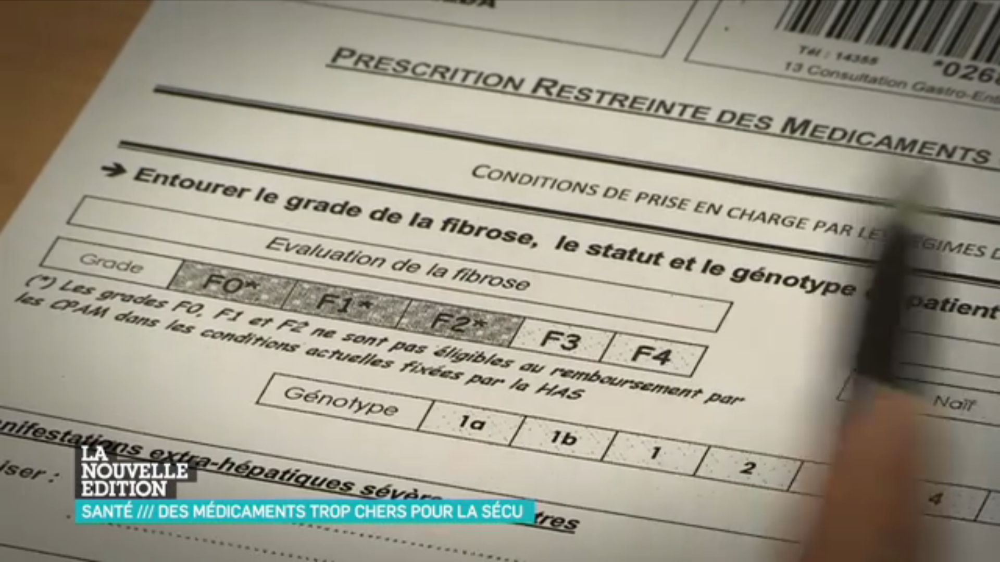 Tél : 14355
13 Consultation
PRESCRITION RESTREINTE DES MEDICAMENTS
CONDITIONS DE PRISE EN CHARGE PAR
➔ Entourer le grade de la fibrose, le statut et le génotype patient
Evaluation de la fibrose
Grade F0* F1* F2* F3 F4
(*) Les grades F0, F1 et F2 ne sont pas éligibles au remboursement par
les CPAM dans les conditions actuelles fixées par la HAS
Naïf
Génotype 1a 1b 1 2 4
extra-hépatiques
LA
NOUVELLE
EDITION
SANTÉ /// DES MÉDICAMENTS TROP CHERS POUR LA SÉCU